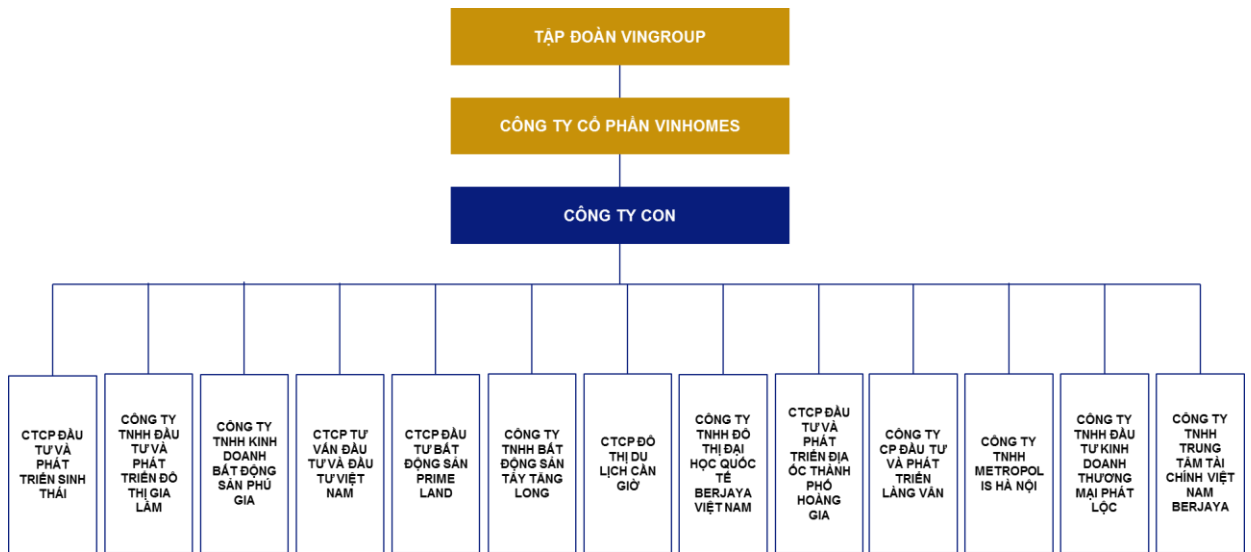 TẬP ĐOÀN VINGROUP
CÔNG TY CỔ PHẦN VINHOMES
CÔNG TY CON
CTCP ĐẦU
TƯ VÀ
PHÁT
TRIỂN SINH
THÁI
CÔNG TY
TNHH ĐẦU
TƯ VÀ
PHÁT
TRIỂN ĐÔ
THỊ GIA
LÂM
CÔNG TY
TNHH KINH
DOANH
BẤT ĐỘNG
SẢN PHÚ
GIA
CTCP TƯ
VẤN ĐẦU
TƯ VÀ ĐẦU
TƯ VIỆT
NAM
CTCP ĐẦU
TƯ BẤT
ĐỘNG SẢN
PRIME
LAND
CÔNG TY
TNHH BẤT
ĐỘNG SẢN
TÂY TĂNG
LONG
CTCP ĐÔ
THỊ DU
LỊCH CẦN
GIỜ
CÔNG TY
TNHH ĐÔ
THỊ ĐẠI
HỌC QUỐC
TẾ
BERJAYA
VIỆT NAM
CTCP ĐẦU
TƯ VÀ
PHÁT
TRIỂN ĐỊA
ỐC THÀNH
PHỐ
HOÀNG
GIA
CÔNG TY
CP ĐẦU TƯ
VÀ PHÁT
TRIỂN
LÀNG VÂN
CÔNG TY
TNHH
METROPOL
IS HÀ NỘI
CÔNG TY
TNHH ĐẦU
TƯ KINH
DOANH
THƯƠNG
MẠI PHÁT
LỘC
CÔNG TY
TNHH
TRUNG
TÂM TÀI
CHÍNH VIỆT
NAM
BERJAYA